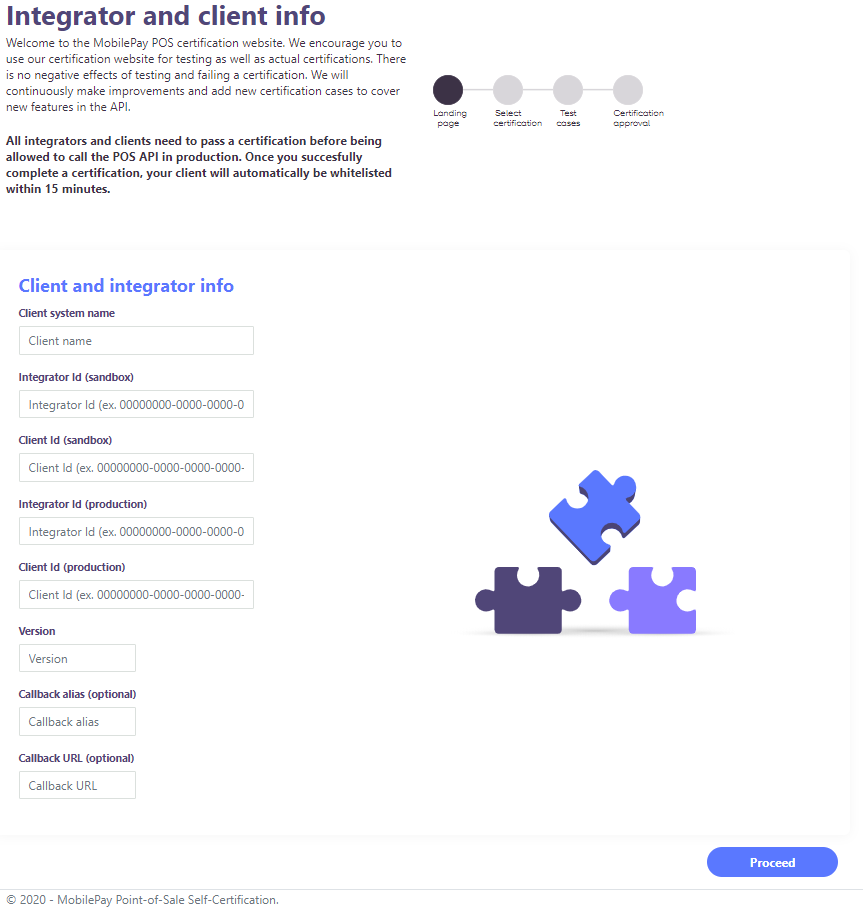 Integrator and client info
Welcome to the MobilePay POS certification website. We encourage you to
use our certification website for testing as well as actual certifications. There
is no negative effects of testing and failing a certification. We will
continuously make improvements and add new certification cases to cover
new features in the API.
All integrators and clients need to pass a certification before being
allowed to call the POS API in production. Once you succesfully
complete a certification, your client will automatically be whitelisted
within 15 minutes.
Landing
page
Select
certification
Test
cases
Certification
approval
Client and integrator info
Client system name
Client name
Integrator Id (sandbox)
Integrator Id (ex. 00000000-0000-0000-0
Client Id (sandbox)
Client Id (ex. 00000000-0000-0000-0000-
Integrator Id (production)
Integrator Id (ex. 00000000-0000-0000-0
Client Id (production)
Client Id (ex. 00000000-0000-0000-0000-
Version
Version
Callback alias (optional)
Callback alias
Callback URL (optional)
Callback URL
Proceed
© 2020 - MobilePay Point-of-Sale Self-Certification.